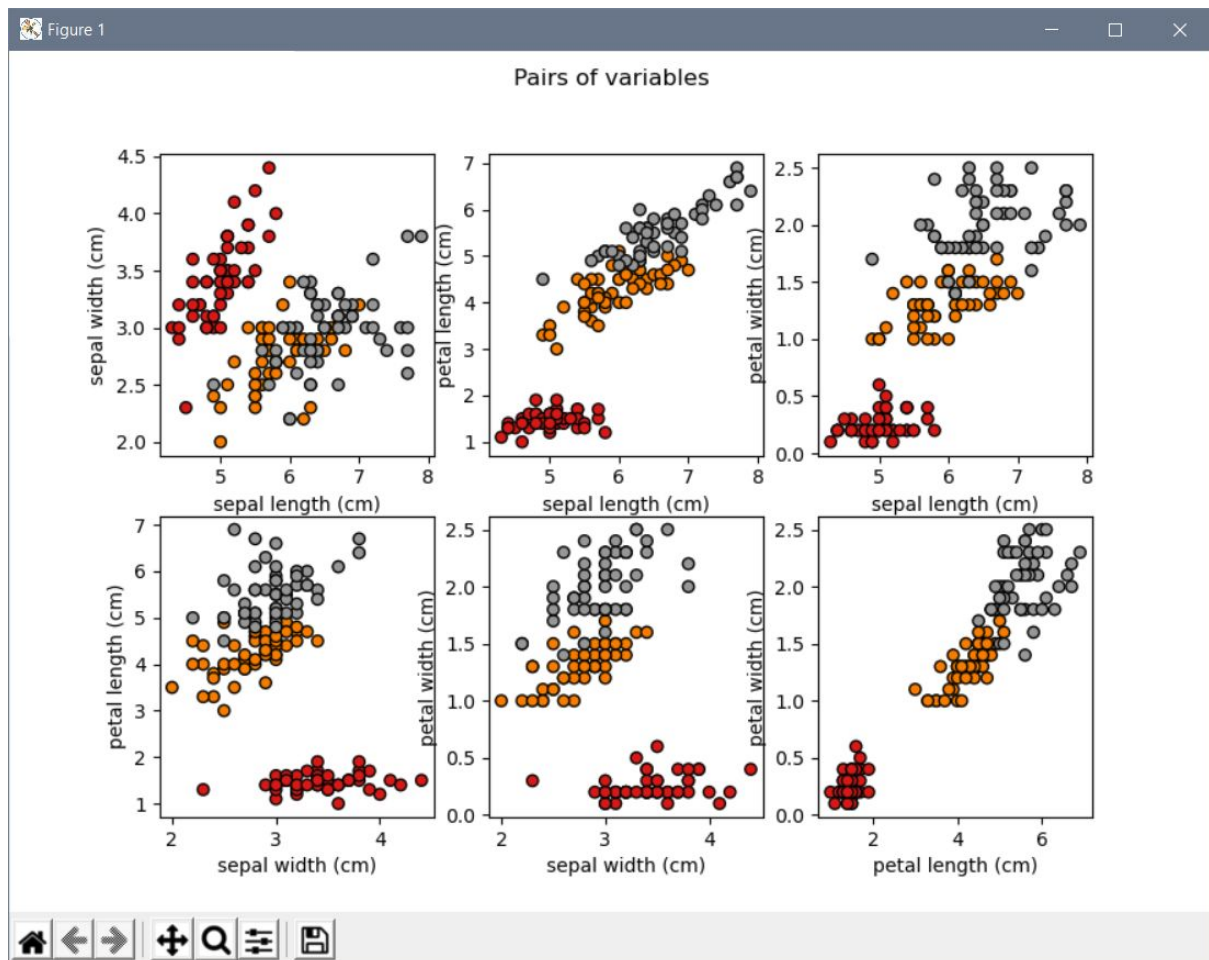 Figure 1
Pairs of variables
4.5
4.0
3.5
3.0
2.5
2.0
sepal width (cm)
5 6 7 8
sepal length (cm)
7
6
5
4
3
2
1
petal length (cm)
5 6 7 8
sepal length (cm)
2.5
2.0
1.5
1.0
0.5
0.0
petal width (cm)
5 6 7 8
sepal length (cm)
7
6
5
4
3
2
1
petal length (cm)
2 3 4
sepal width (cm)
2.5
2.0
1.5
1.0
0.5
0.0
petal width (cm)
2 3 4
sepal width (cm)
2.5
2.0
1.5
1.0
0.5
0.0
petal width (cm)
2 4 6
petal length (cm)